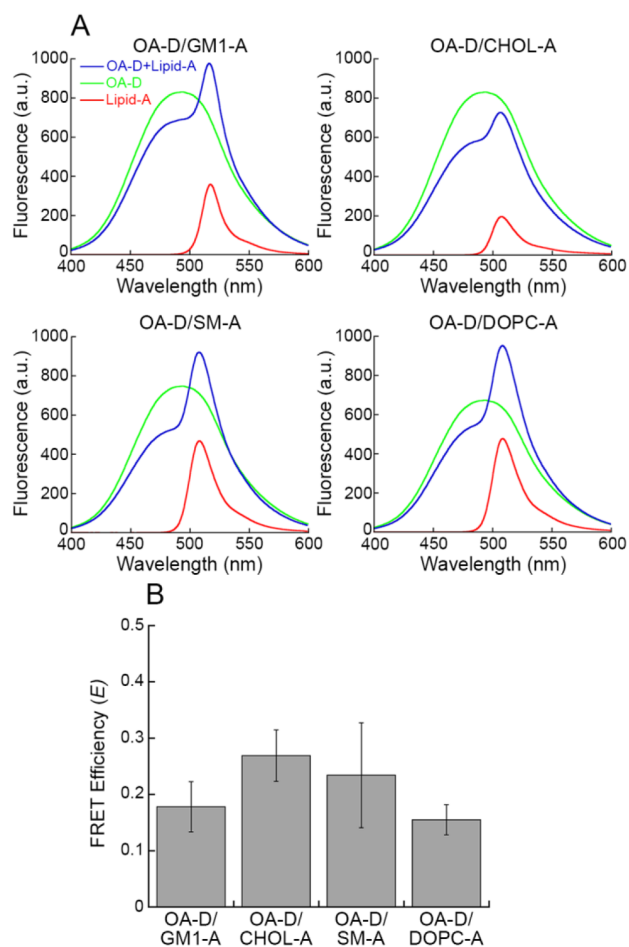 A
OA-D/GM1-A
OA-D/CHOL-A
1000
800
600
400
200
0
Fluorescence (a.u.)
OA-D+Lipid-A
OA-D
Lipid-A
400 450 500 550 600
Wavelength (nm)
1000
800
600
400
200
0
Fluorescence (a.u.)
400 450 500 550 600
Wavelength (nm)
OA-D/SM-A
OA-D/DOPC-A
1000
800
600
400
200
0
Fluorescence (a.u.)
400 450 500 550 600
Wavelength (nm)
1000
800
600
400
200
0
Fluorescence (a.u.)
400 450 500 550 600
Wavelength (nm)
B
0.5
0.4
0.3
0.2
0.1
0
FRET Efficiency (E)
OA-D/
GM1-A
OA-D/
CHOL-A
OA-D/
SM-A
OA-D/
DOPC-A